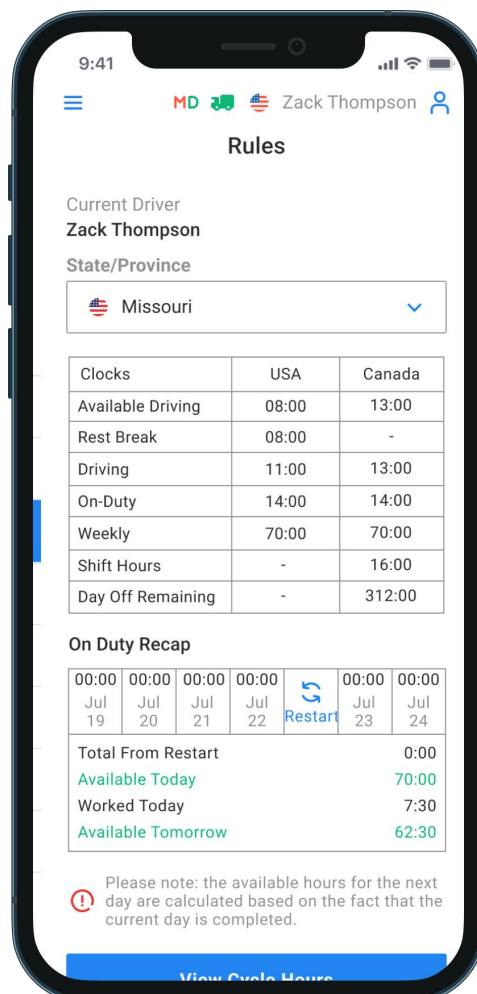 9:41
MD Zack Thompson
Rules
Current Driver
Zack Thompson
State/Province
Missouri
Clocks USA Canada
Available Driving 08:00 13:00
Rest Break 08:00 -
Driving 11:00 13:00
On-Duty 14:00 14:00
Weekly 70:00 70:00
Shift Hours - 16:00
Day Off Remaining - 312:00
On Duty Recap
00:00 00:00 00:00 00:00 00:00 00:00
Jul Jul Jul Jul Jul Jul
19 20 21 22 Restart 23 24
Total From Restart 0:00
Available Today 70:00
Worked Today 7:30
Available Tomorrow 62:30
Please note: the available hours for the next
day are calculated based on the fact that the
current day is completed.
View Cycle Hours